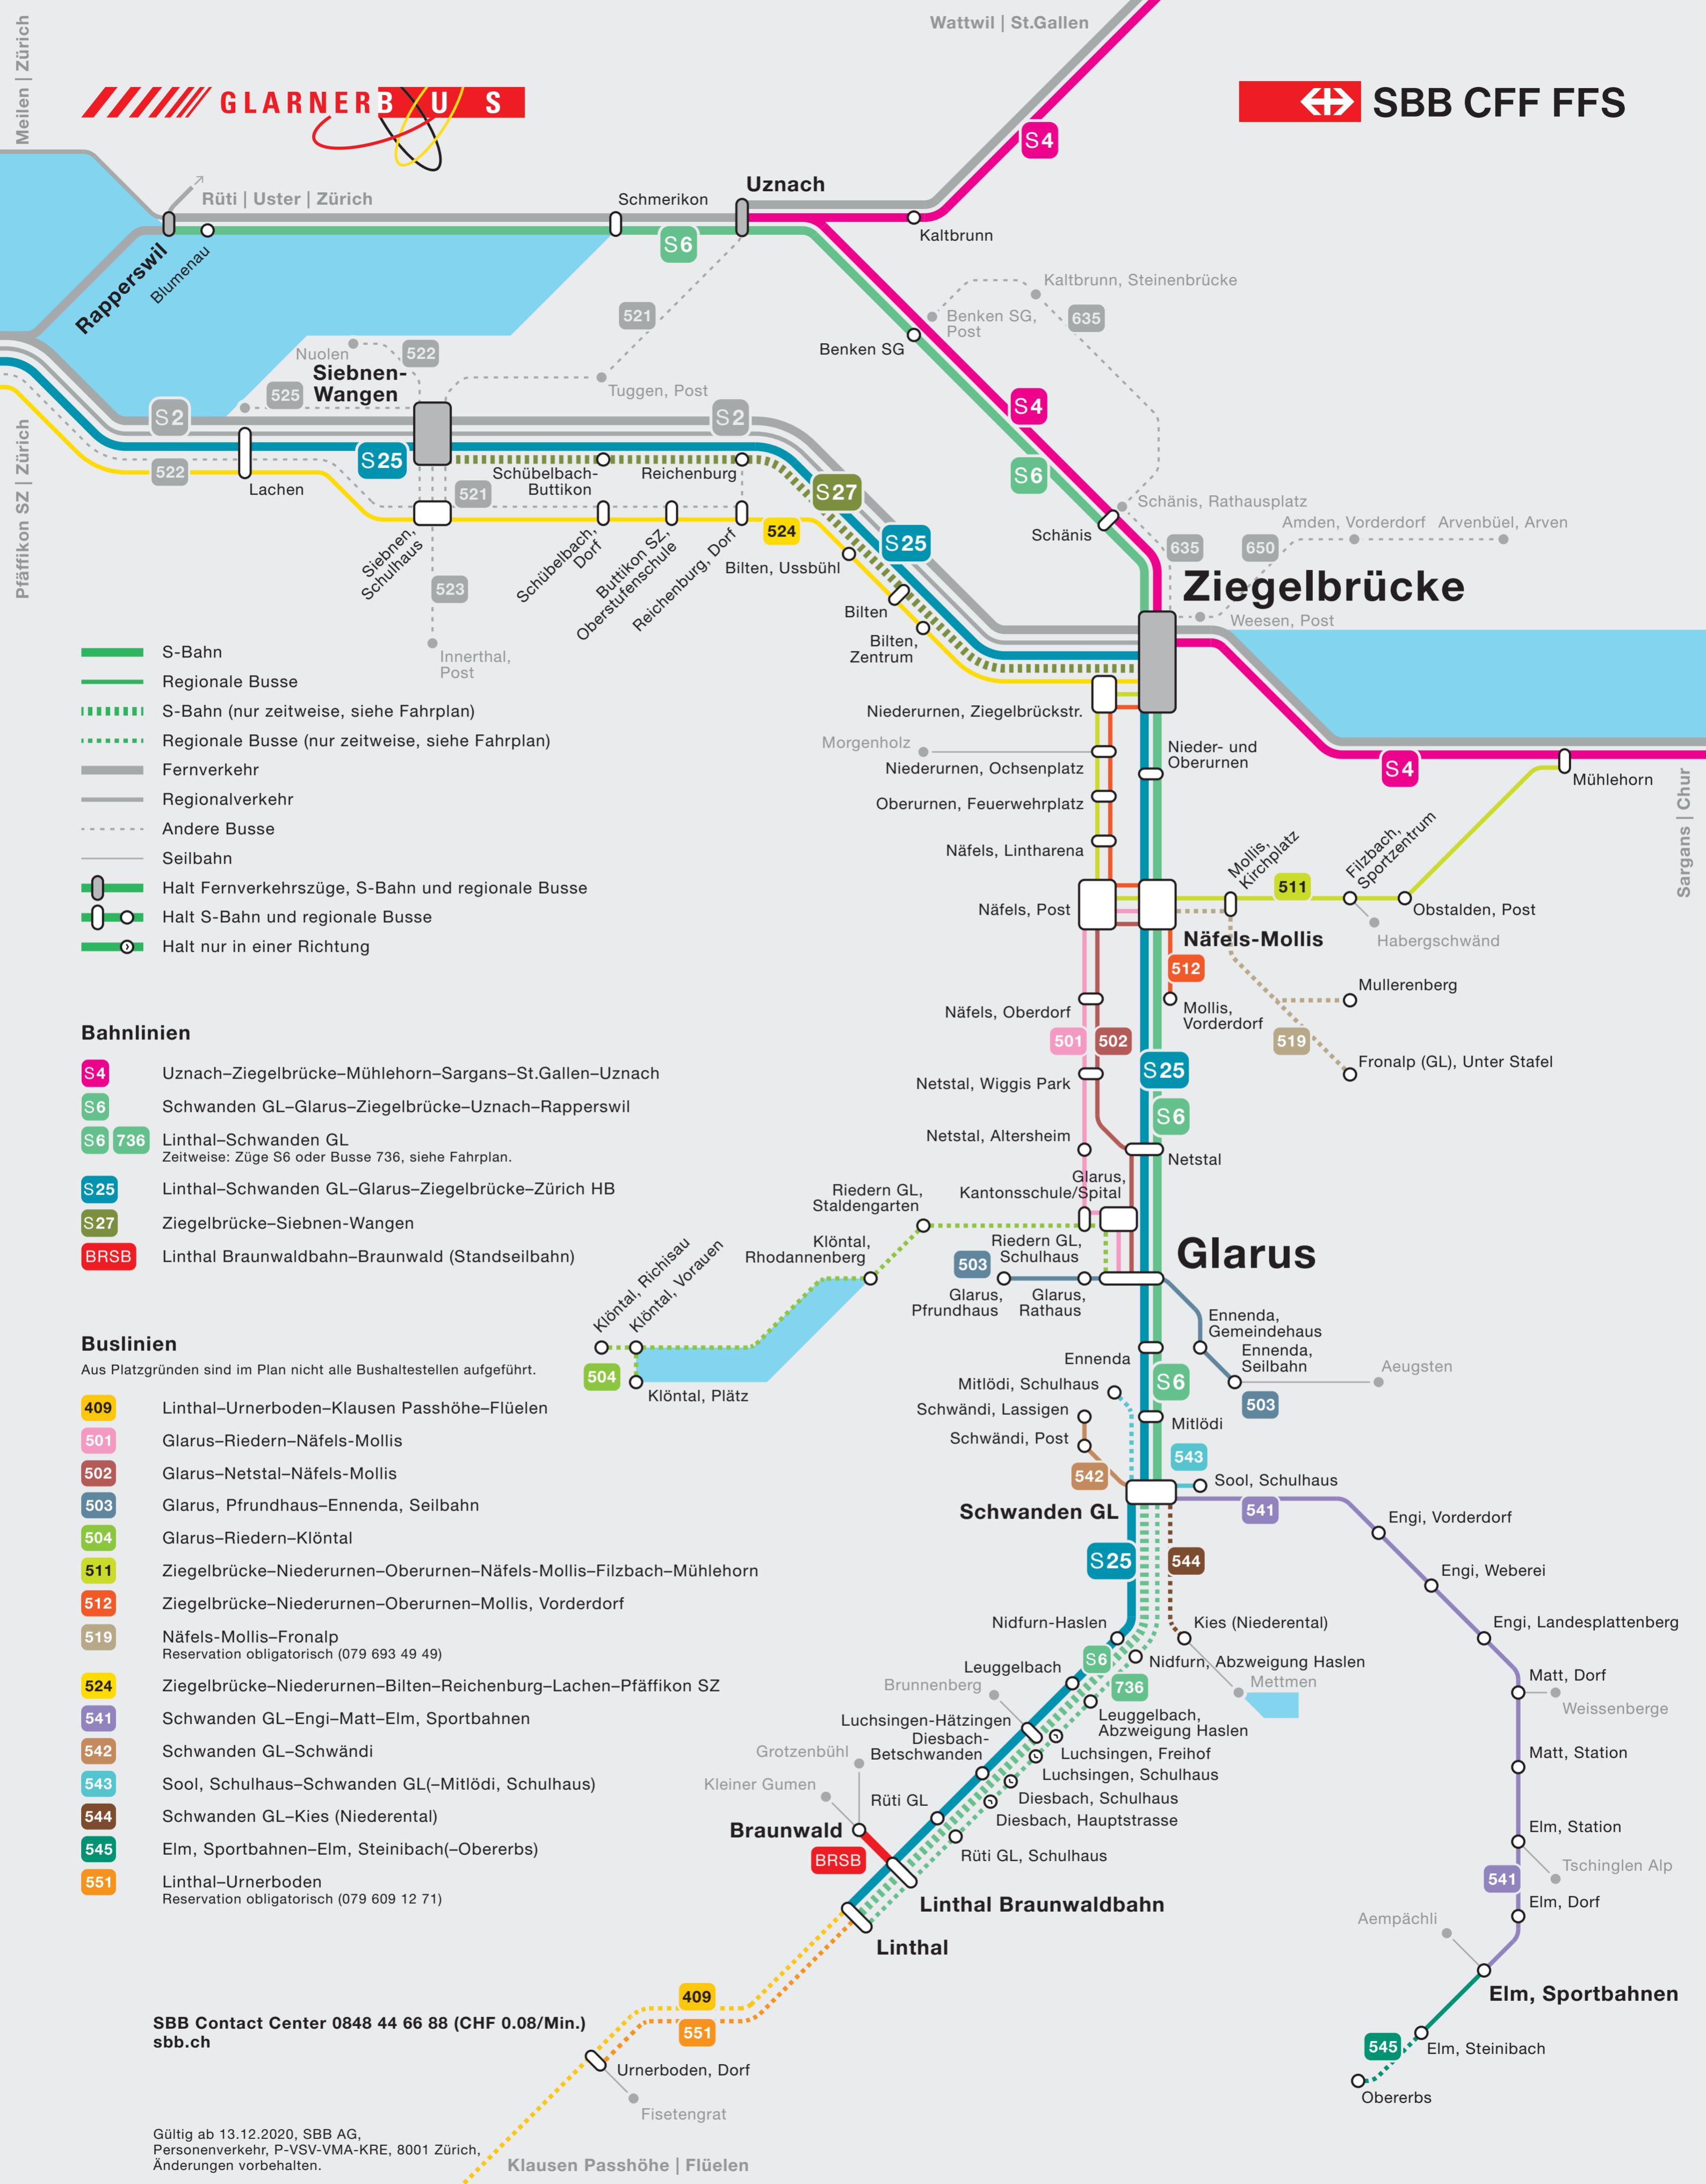 Meilen | Zürich
Wattwil | St.Gallen
GLARNERBUS
SBB CFF FFS
S4
Rüti | Uster | Zürich
Schmerikon
Uznach
Kaltbrunn
S6
Rapperswil
Blumenau
521
Kaltbrunn, Steinenbrücke
Benken SG,
Post
635
Benken SG
Nuolen
522
Siebnen-
Wangen
525
Tuggen, Post
S2
S2
S4
S6
S25
522
Lachen
Schübelbach-
Buttikon
Reichenburg
S27
521
524
S25
Schänis, Rathausplatz
Schänis
Amden, Vorderdorf
Arvenbüel, Arven
635
650
Pfäffikon SZ | Zürich
Siebnen,
Schulhaus
523
Schübelbach,
Dorf
Buttikon SZ,
Oberstufenschule
Reichenburg, Dorf
Bilten, Ussbühl
Bilten
Bilten,
Zentrum
Innerthal,
Post
Ziegelbrücke
Weesen, Post
S-Bahn
Regionale Busse
S-Bahn (nur zeitweise, siehe Fahrplan)
Regionale Busse (nur zeitweise, siehe Fahrplan)
Fernverkehr
Regionalverkehr
Andere Busse
Seilbahn
Halt Fernverkehrszüge, S-Bahn und regionale Busse
Halt S-Bahn und regionale Busse
Halt nur in einer Richtung
Niederurnen, Ziegelbrückstr.
Morgenholz
Niederurnen, Ochsenplatz
Nieder- und
Oberurnen
Oberurnen, Feuerwehrplatz
Näfels, Lintharena
S4
Mühlehorn
Sargans | Chur
Mollis,
Kirchplatz
Filzbach,
Sportzentrum
511
Obstalden, Post
Habergschwänd
Näfels, Post
Näfels-Mollis
512
Näfels, Oberdorf
Mollis,
Vorderdorf
Mullerenberg
519
Fronalp (GL), Unter Stafel
501
502
S25
Netstal, Wiggis Park
S6
Netstal, Altersheim
Netstal
Glarus,
Kantonsschule/Spital
Riedern GL,
Staldengarten
Riedern GL,
Schulhaus
Klöntal,
Rhodannenberg
Glarus
503
Glarus,
Pfrundhaus
Glarus,
Rathaus
Klöntal, Richisau
Klöntal, Vorauen
504
Klöntal, Plätz
Ennenda,
Gemeindehaus
Ennenda,
Seilbahn
Aeugsten
503
Ennenda
Mitlödi, Schulhaus
S6
Schwändi, Lassigen
Mitlödi
Schwändi, Post
542
543
Sool, Schulhaus
541
Schwanden GL
Engi, Vorderdorf
S25
544
Engi, Weberei
Engi, Landesplattenberg
Nidfurn-Haslen
Kies (Niederental)
S6
Nidfurn, Abzweigung Haslen
Leuggelbach
736
Mettmen
Matt, Dorf
Weissenberge
Brunnenberg
Leuggelbach,
Abzweigung Haslen
Luchsingen-Hätzingen
Luchsingen, Freihof
Diesbach-
Betschwanden
Luchsingen, Schulhaus
Matt, Station
Grotzenbühl
Kleiner Gumen
Diesbach, Schulhaus
Rüti GL
Diesbach, Hauptstrasse
Braunwald
Rüti GL, Schulhaus
BRSB
Elm, Station
Tschinglen Alp
541
Elm, Dorf
Linthal Braunwaldbahn
Linthal
Aempächli
Elm, Sportbahnen
409
551
545
Elm, Steinibach
Obererbs
Urnerboden, Dorf
Fisetengrat
Klausen Passhöhe | Flüelen
Bahnlinien
S4 Uznach–Ziegelbrücke–Mühlehorn–Sargans–St.Gallen–Uznach
S6 Schwanden GL–Glarus–Ziegelbrücke–Uznach–Rapperswil
S6 736 Linthal–Schwanden GL
Zeitweise: Züge S6 oder Busse 736, siehe Fahrplan.
S25 Linthal–Schwanden GL–Glarus–Ziegelbrücke–Zürich HB
S27 Ziegelbrücke–Siebnen-Wangen
BRSB Linthal Braunwaldbahn–Braunwald (Standseilbahn)
Buslinien
Aus Platzgründen sind im Plan nicht alle Bushaltestellen aufgeführt.
409 Linthal–Urnerboden–Klausen Passhöhe–Flüelen
501 Glarus–Riedern–Näfels-Mollis
502 Glarus–Netstal–Näfels-Mollis
503 Glarus, Pfrundhaus–Ennenda, Seilbahn
504 Glarus–Riedern–Klöntal
511 Ziegelbrücke–Niederurnen–Oberurnen–Näfels-Mollis–Filzbach–Mühlehorn
512 Ziegelbrücke–Niederurnen–Oberurnen–Mollis, Vorderdorf
519 Näfels-Mollis–Fronalp
Reservation obligatorisch (079 693 49 49)
524 Ziegelbrücke–Niederurnen–Bilten–Reichenburg–Lachen–Pfäffikon SZ
541 Schwanden GL–Engi–Matt–Elm, Sportbahnen
542 Schwanden GL–Schwändi
543 Sool, Schulhaus–Schwanden GL(–Mitlödi, Schulhaus)
544 Schwanden GL–Kies (Niederental)
545 Elm, Sportbahnen–Elm, Steinibach(–Obererbs)
551 Linthal–Urnerboden
Reservation obligatorisch (079 609 12 71)
SBB Contact Center 0848 44 66 88 (CHF 0.08/Min.)
sbb.ch
Gültig ab 13.12.2020, SBB AG,
Personenverkehr, P-VSV-VMA-KRE, 8001 Zürich,
Änderungen vorbehalten.